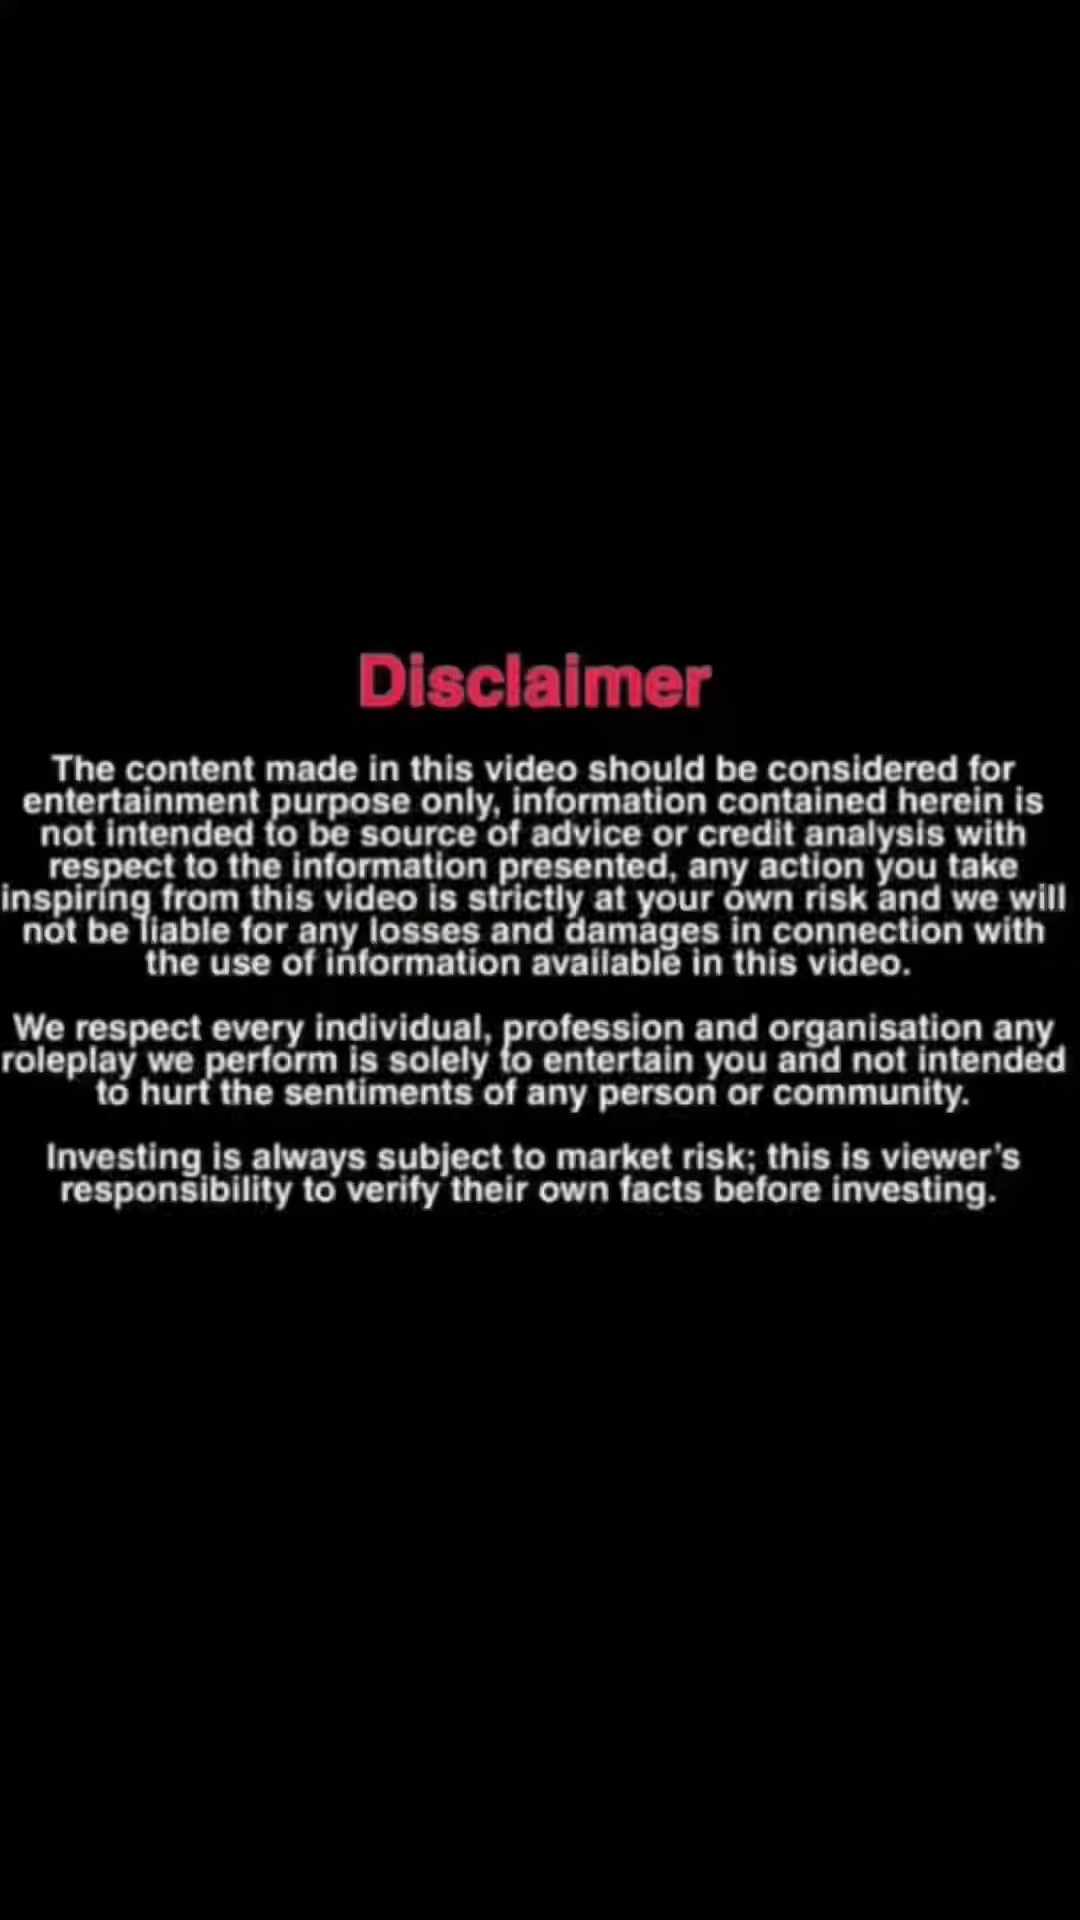 Disclaimer
The content made in this video should be considered for
entertainment purpose only, information contained herein is
not intended to be source of advice or credit analysis with
respect to the information presented, any action you take
inspiring from this video is strictly at your own risk and we will
not be liable for any losses and damages in connection with
the use of information available in this video.
We respect every individual, profession and organisation any
roleplay we perform is solely to entertain you and not intended
to hurt the sentiments of any person or community.
Investing is always subject to market risk; this is viewer's
responsibility to verify their own facts before investing.